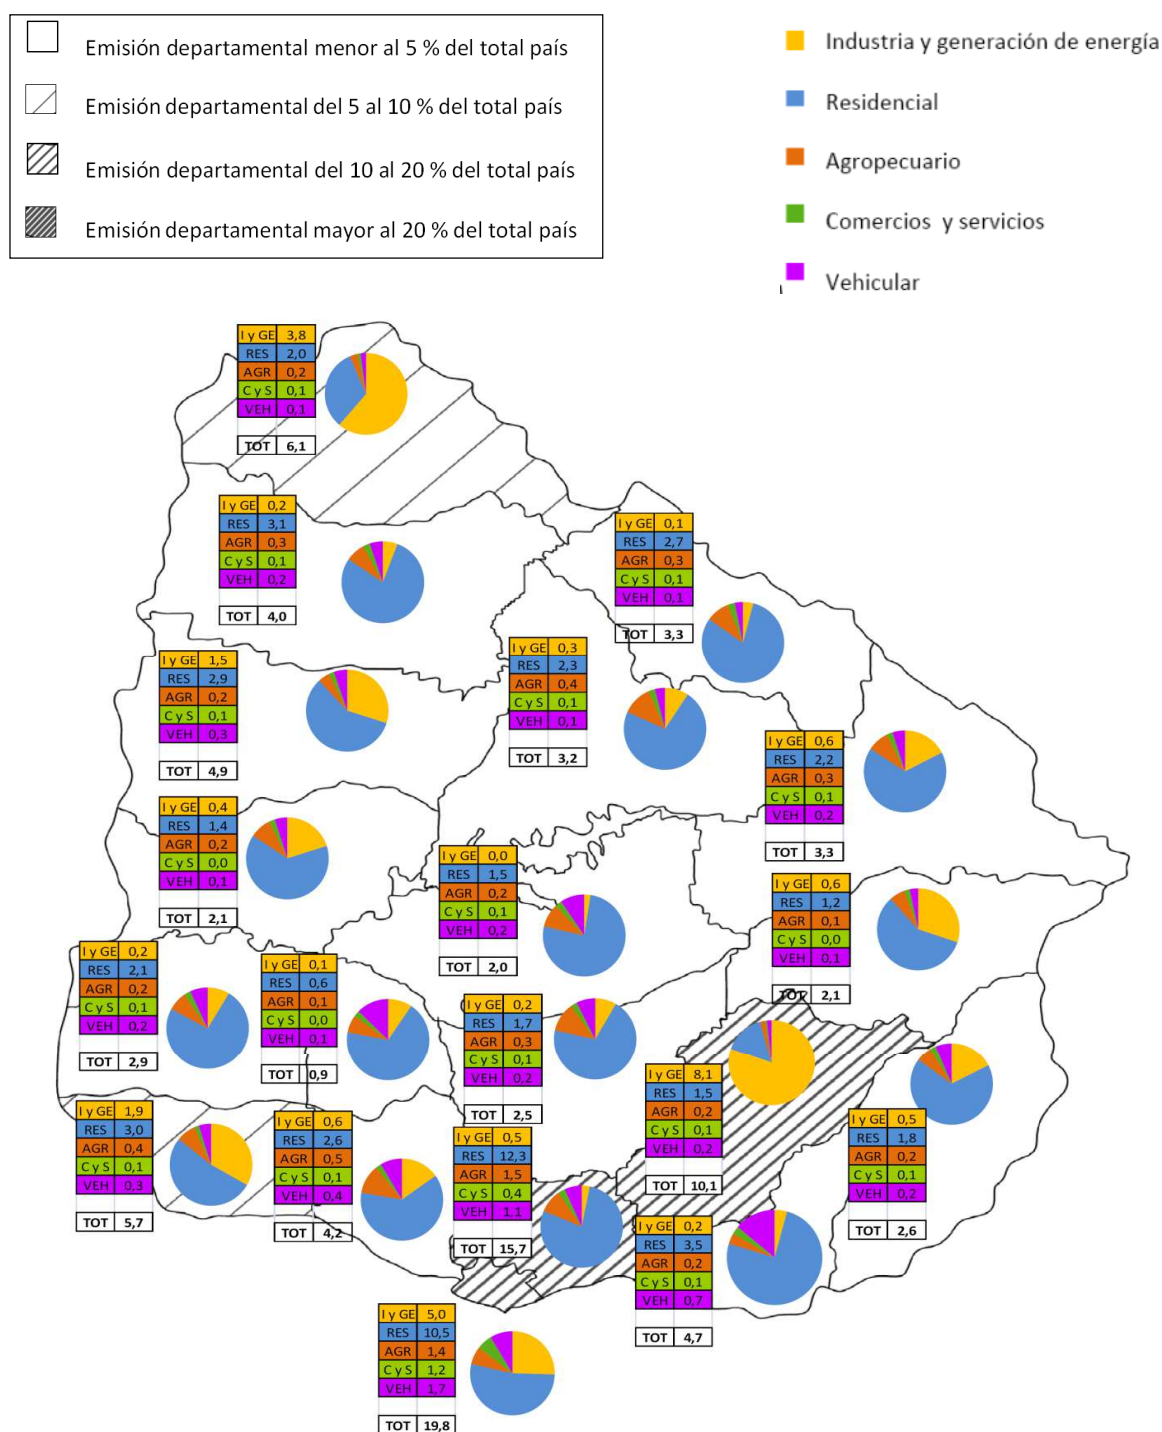 Emisión departamental menor al 5 % del total país
Emisión departamental del 5 al 10 % del total país
Emisión departamental del 10 al 20 % del total país
Emisión departamental mayor al 20 % del total país
Industria y generación de energía
Residencial
Agropecuario
Comercios y servicios
Vehicular
I y GE 3,8
RES 2,0
AGR 0,2
C y S 0,1
VEH 0,1
TOT 6,1
I y GE 0,2
RES 3,1
AGR 0,3
C y S 0,1
VEH 0,2
TOT 4,0
I y GE 0,1
RES 2,7
AGR 0,3
C y S 0,1
VEH 0,1
TOT 3,3
I y GE 1,5
RES 2,9
AGR 0,2
C y S 0,1
VEH 0,3
TOT 4,9
I y GE 0,3
RES 2,3
AGR 0,4
C y S 0,1
VEH 0,1
TOT 3,2
I y GE 0,6
RES 2,2
AGR 0,3
C y S 0,1
VEH 0,2
TOT 3,3
I y GE 0,4
RES 1,4
AGR 0,2
C y S 0,0
VEH 0,1
TOT 2,1
I y GE 0,0
RES 1,5
AGR 0,2
C y S 0,1
VEH 0,2
TOT 2,0
I y GE 0,6
RES 1,2
AGR 0,1
C y S 0,0
VEH 0,1
TOT 2,1
I y GE 0,2
RES 2,1
AGR 0,2
C y S 0,1
VEH 0,2
TOT 2,9
I y GE 0,1
RES 0,6
AGR 0,1
C y S 0,0
VEH 0,1
TOT 0,9
I y GE 0,2
RES 1,7
AGR 0,3
C y S 0,1
VEH 0,2
TOT 2,5
I y GE 8,1
RES 1,5
AGR 0,2
C y S 0,1
VEH 0,2
TOT 10,1
I y GE 1,9
RES 3,0
AGR 0,4
C y S 0,1
VEH 0,3
TOT 5,7
I y GE 0,6
RES 2,6
AGR 0,5
C y S 0,1
VEH 0,4
TOT 4,2
I y GE 0,5
RES 12,3
AGR 1,5
C y S 0,4
VEH 1,1
TOT 15,7
I y GE 0,5
RES 1,8
AGR 0,2
C y S 0,1
VEH 0,2
TOT 2,6
I y GE 0,2
RES 3,5
AGR 0,2
C y S 0,1
VEH 0,7
TOT 4,7
I y GE 5,0
RES 10,5
AGR 1,4
C y S 1,2
VEH 1,7
TOT 19,8